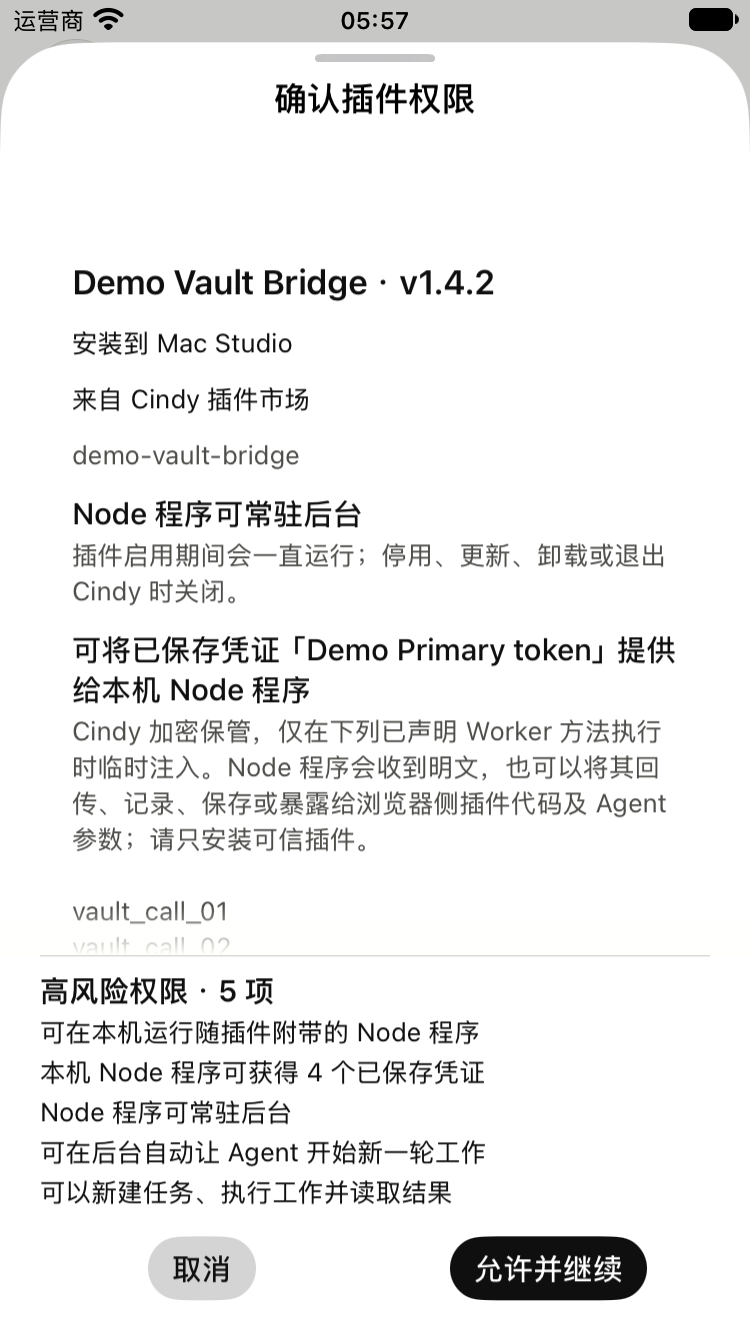 运营商
05:57
确认插件权限
Demo Vault Bridge · v1.4.2
安装到 Mac Studio
来自 Cindy 插件市场
demo-vault-bridge
Node 程序可常驻后台
插件启用期间会一直运行；停用、更新、卸载或退出
Cindy 时关闭。
可将已保存凭证「Demo Primary token」提供
给本机 Node 程序
Cindy 加密保管，仅在下列已声明 Worker 方法执行
时临时注入。Node 程序会收到明文，也可以将其回
传、记录、保存或暴露给浏览器侧插件代码及 Agent
参数；请只安装可信插件。
vault_call_01
vault_call_02
高风险权限 · 5 项
可在本机运行随插件附带的 Node 程序
本机 Node 程序可获得 4 个已保存凭证
Node 程序可常驻后台
可在后台自动让 Agent 开始新一轮工作
可以新建任务、执行工作并读取结果
取消
允许并继续